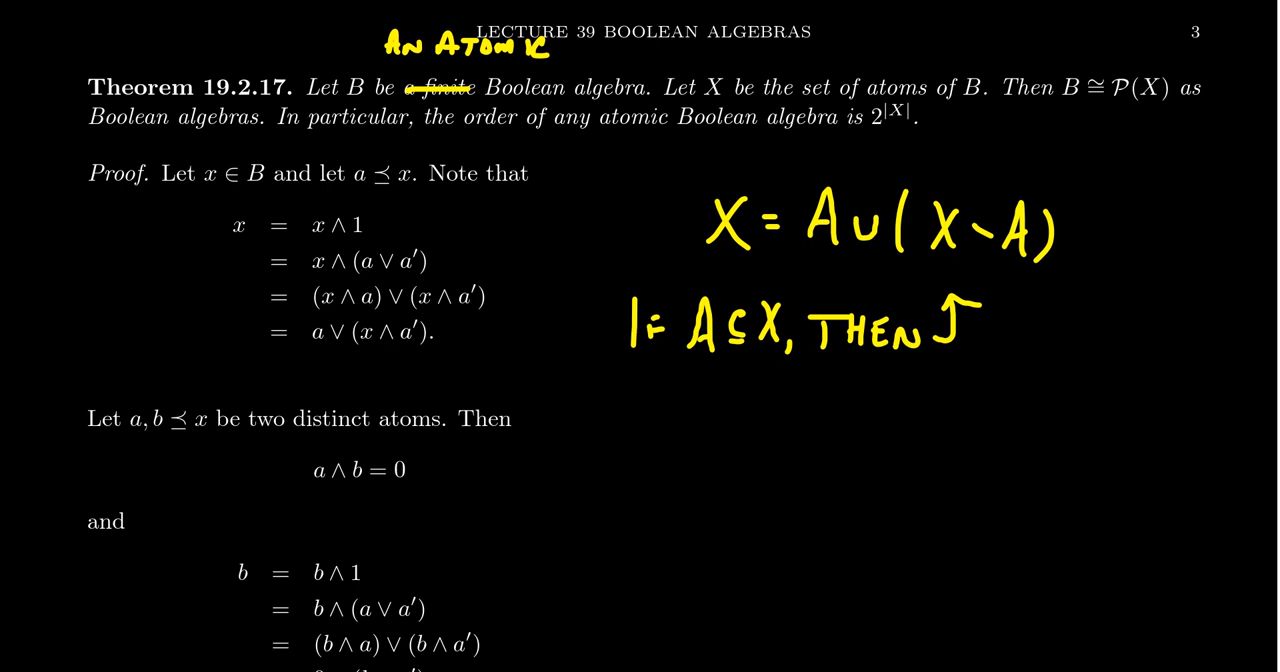 LECTURE 39 BOOLEAN ALGEBRAS 3
AN ATOMIC
Theorem 19.2.17. Let B be a finite Boolean algebra. Let X be the set of atoms of B. Then B ≅ 𝒫(X) as
Boolean algebras. In particular, the order of any atomic Boolean algebra is 2^{|X|}.
Proof. Let x ∈ B and let a ⪯ x. Note that
x = x ∧ 1
= x ∧ (a ∨ a′)
= (x ∧ a) ∨ (x ∧ a′)
= a ∨ (x ∧ a′).
X = A ∪ (X \ A)
IF A ⊆ X, THEN ⤴
Let a, b ⪯ x be two distinct atoms. Then
a ∧ b = 0
and
b = b ∧ 1
= b ∧ (a ∨ a′)
= (b ∧ a) ∨ (b ∧ a′)